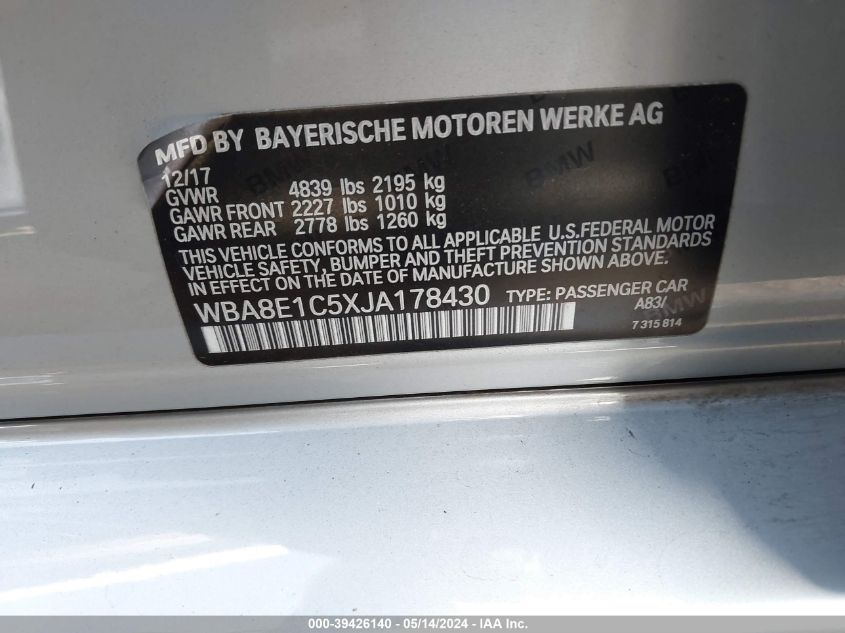 MFD BY BAYERISCHE MOTOREN WERKE AG
12/17
GVWR 4839 lbs 2195 kg
GAWR FRONT 2227 lbs 1010 kg
GAWR REAR 2778 lbs 1260 kg
THIS VEHICLE CONFORMS TO ALL APPLICABLE U.S.FEDERAL MOTOR
VEHICLE SAFETY, BUMPER AND THEFT PREVENTION STANDARDS
IN EFFECT ON THE DATE OF MANUFACTURE SHOWN ABOVE.
WBA8E1C5XJA178430 TYPE: PASSENGER CAR
A83/
7 315 814
BMW
BMW
BMW
000-39426140 - 05/14/2024 - IAA Inc.